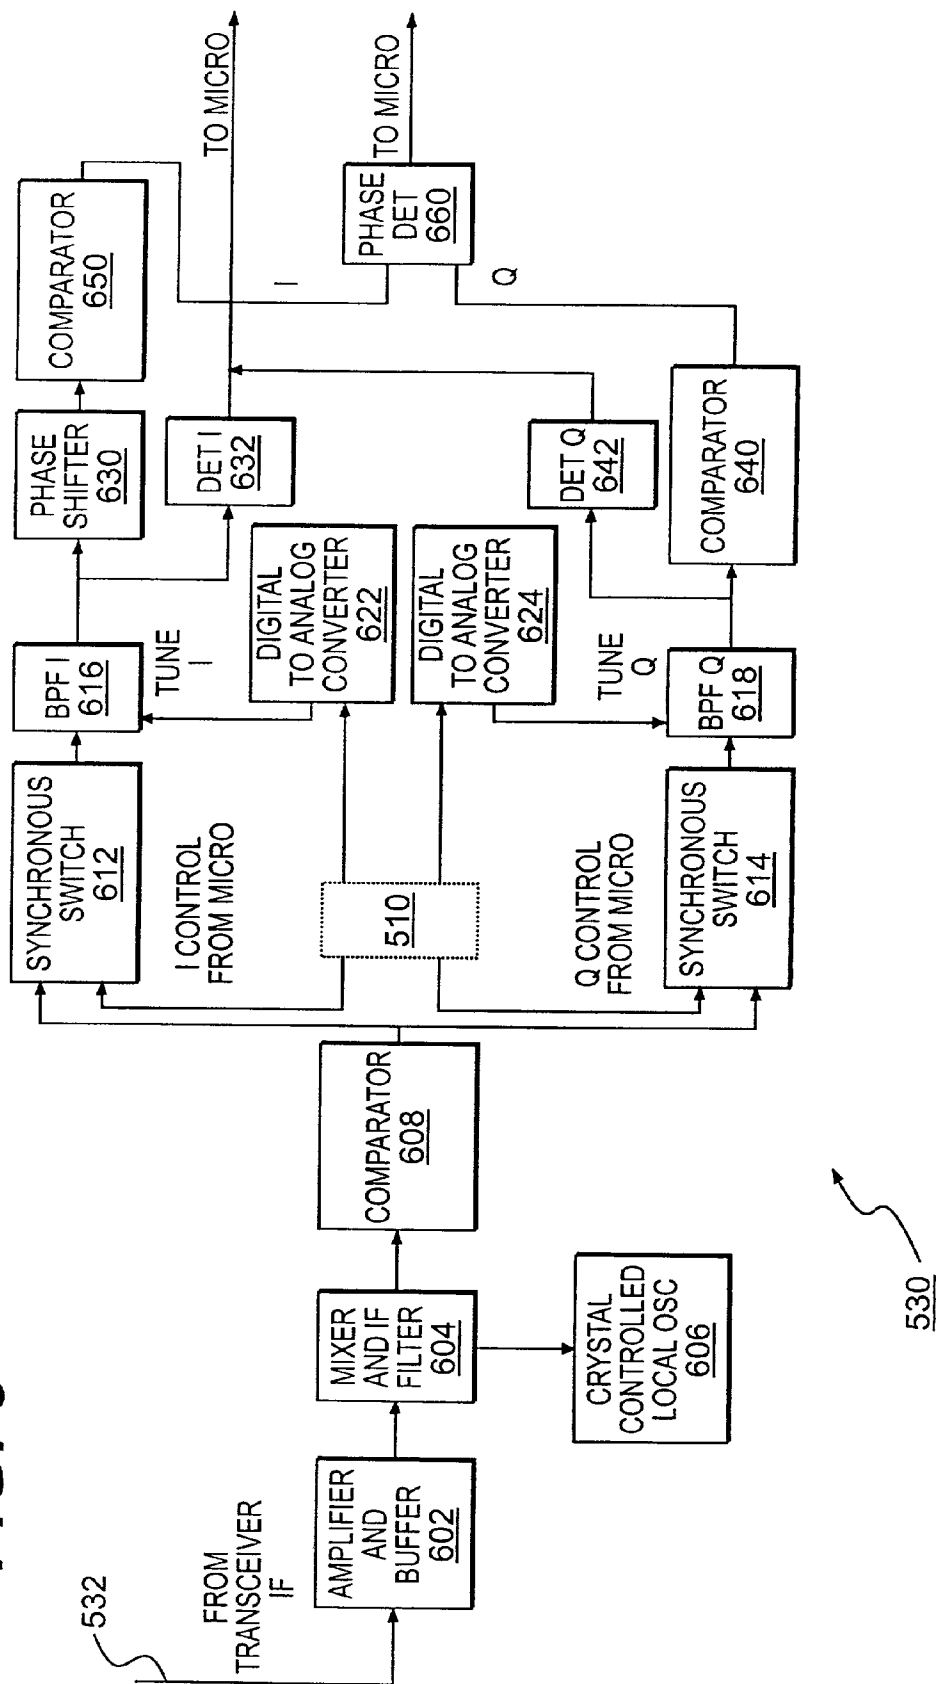 532
FROM
TRANSCEIVER
IF
AMPLIFIER
AND
BUFFER
602
MIXER
AND IF
FILTER
604
CRYSTAL
CONTROLLED
LOCAL OSC
606
COMPARATOR
608
SYNCHRONOUS
SWITCH
612
I CONTROL
FROM MICRO
510
Q CONTROL
FROM MICRO
SYNCHRONOUS
SWITCH
614
BPF I
616
TUNE
I
DIGITAL
TO ANALOG
CONVERTER
622
DIGITAL
TO ANALOG
CONVERTER
624
TUNE
Q
BPF Q
618
PHASE
SHIFTER
630
DET I
632
DET Q
642
COMPARATOR
640
COMPARATOR
650
I
Q
PHASE
DET
660
TO MICRO
TO MICRO
530